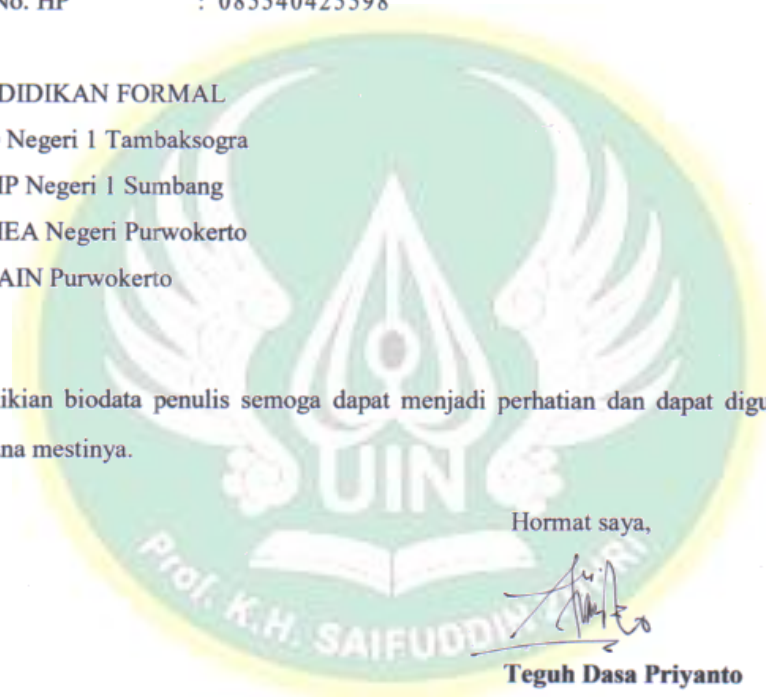 No. HP : 085540425598
DIDIKAN FORMAL
Negeri 1 Tambaksogra
IP Negeri 1 Sumbang
IEA Negeri Purwokerto
AIN Purwokerto
ikian biodata penulis semoga dapat menjadi perhatian dan dapat digu
na mestinya.
UIN
Hormat saya,
Prof. K.H. SAIFUDDIN ZUHRI
Teguh Dasa Priyanto